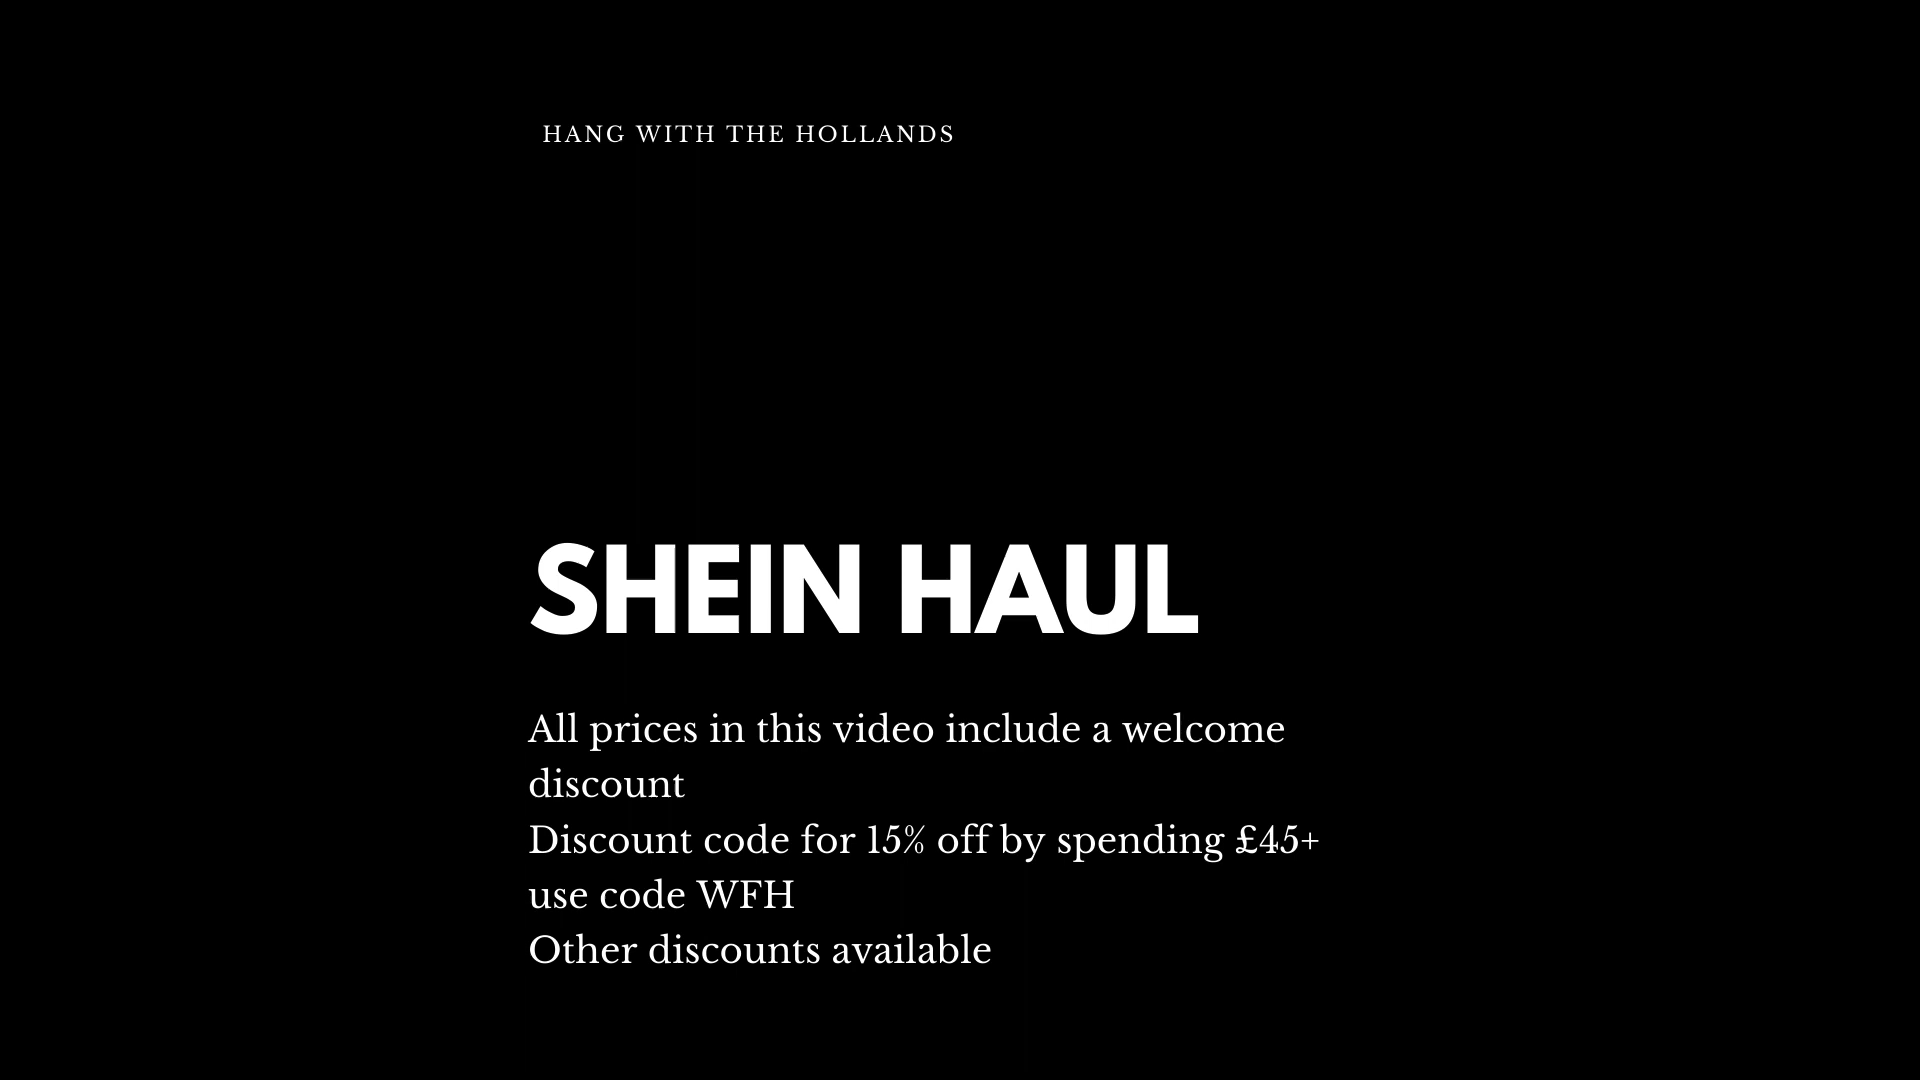 HANG WITH THE HOLLANDS
SHEIN HAUL
All prices in this video include a welcome
discount
Discount code for 15% off by spending £45+
use code WFH
Other discounts available